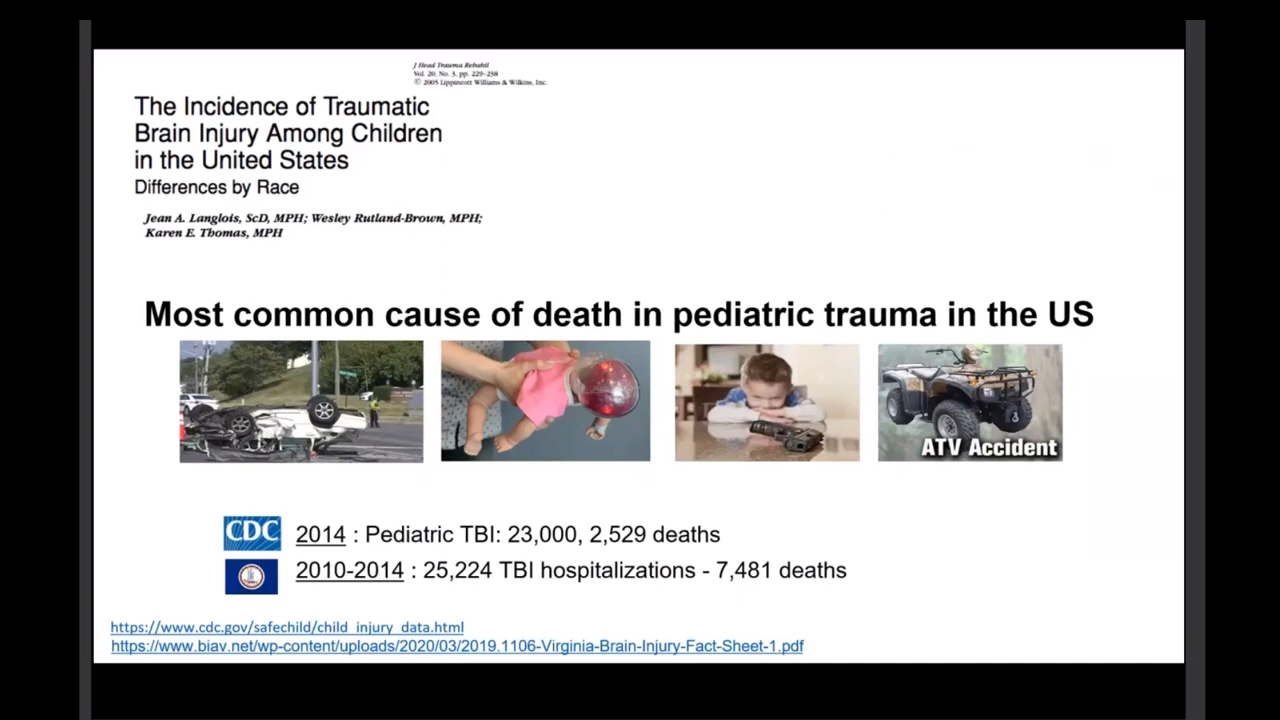 J Head Trauma Rehabil
Vol. 20, No. 3, pp. 229–238
© 2005 Lippincott Williams & Wilkins, Inc.
The Incidence of Traumatic
Brain Injury Among Children
in the United States
Differences by Race
Jean A. Langlois, ScD, MPH; Wesley Rutland-Brown, MPH;
Karen E. Thomas, MPH
Most common cause of death in pediatric trauma in the US
ATV Accident
CDC
2014 : Pediatric TBI: 23,000, 2,529 deaths
2010-2014 : 25,224 TBI hospitalizations - 7,481 deaths
https://www.cdc.gov/safechild/child_injury_data.html
https://www.biav.net/wp-content/uploads/2020/03/2019.1106-Virginia-Brain-Injury-Fact-Sheet-1.pdf